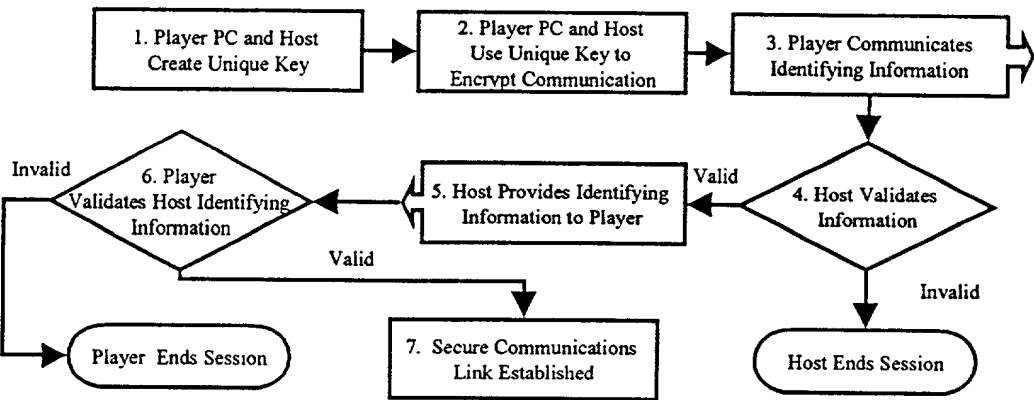 1. Player PC and Host
Create Unique Key
2. Player PC and Host
Use Unique Key to
Encrypt Communication
3. Player Communicates
Identifying Information
4. Host Validates
Information
Valid
Invalid
Host Ends Session
5. Host Provides Identifying
Information to Player
6. Player
Validates Host Identifying
Information
Invalid
Player Ends Session
Valid
7. Secure Communications
Link Established